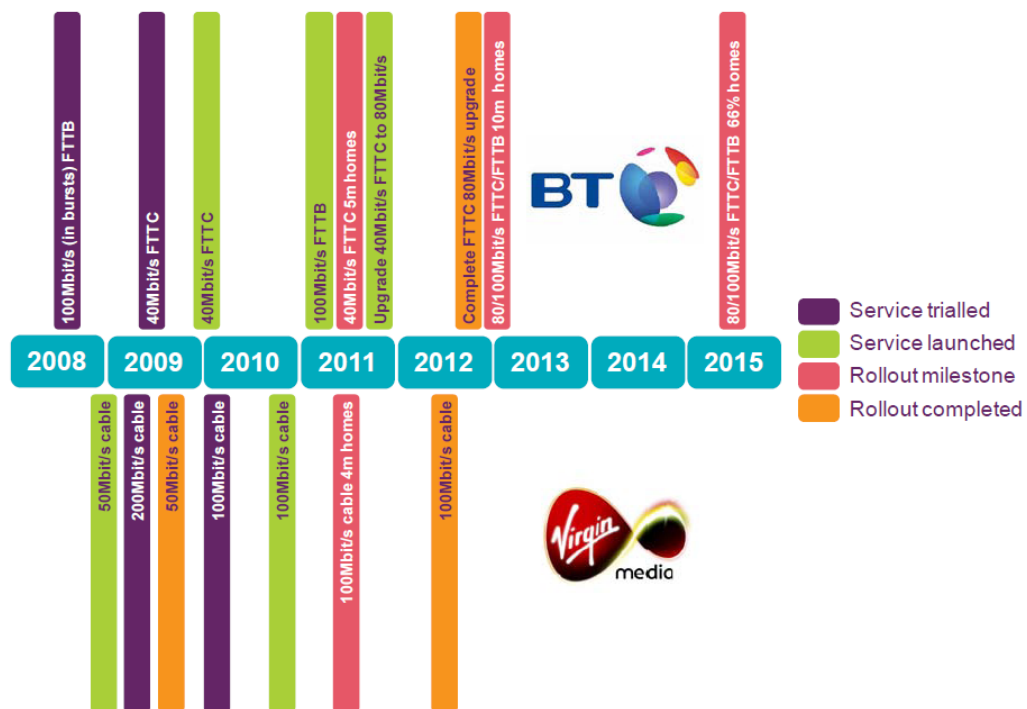 100Mbit/s (in bursts) FTTB
40Mbit/s FTTC
40Mbit/s FTTC
100Mbit/s FTTB
40Mbit/s FTTC 5m homes
Upgrade 40Mbit/s FTTC to 80Mbit/s
Complete FTTC 80Mbit/s upgrade
80/100Mbit/s FTTC/FTTB 10m homes
80/100Mbit/s FTTC/FTTB 66% homes
BT
2008
2009
2010
2011
2012
2013
2014
2015
Service trialled
Service launched
Rollout milestone
Rollout completed
50Mbit/s cable
200Mbit/s cable
50Mbit/s cable
100Mbit/s cable
100Mbit/s cable
100Mbit/s cable 4m homes
100Mbit/s cable
Virgin
media